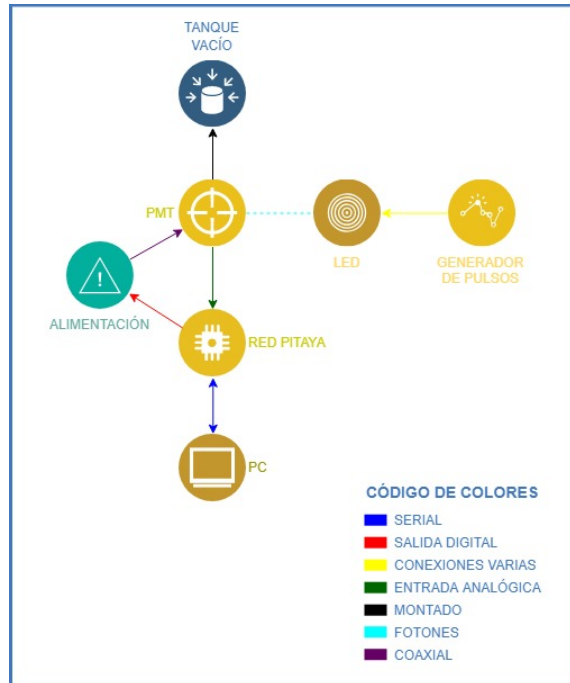 TANQUE
VACÍO
PMT
LED
GENERADOR
DE PULSOS
!
ALIMENTACIÓN
RED PITAYA
PC
CÓDIGO DE COLORES
SERIAL
SALIDA DIGITAL
CONEXIONES VARIAS
ENTRADA ANALÓGICA
MONTADO
FOTONES
COAXIAL